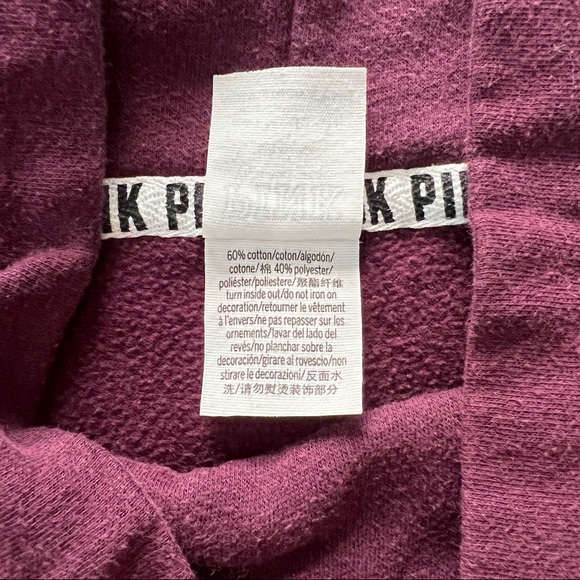 NK PI
K PI
60% cotton/coton/algodón/
cotone/棉 40% polyester/
poliéster/poliestere/聚酯纤维
turn inside out/do not iron on
decoration/retourner le vêtement
à l'envers/ne pas repasser sur les
ornements/lavar del lado del
revés/no planchar sobre la
decoración/girare al rovescio/non
stirare le decorazioni/反面水
洗/请勿熨烫装饰部分